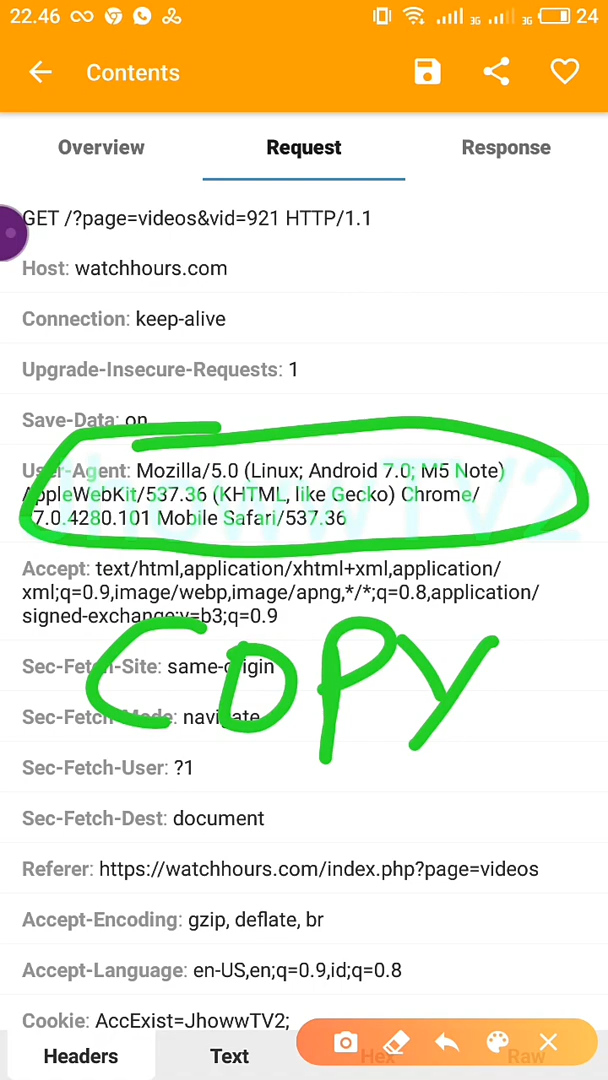 22.46
3G
3G
24
Contents
Overview
Request
Response
GET /?page=videos&vid=921 HTTP/1.1
Host: watchhours.com
Connection: keep-alive
Upgrade-Insecure-Requests: 1
Save-Data: on
User-Agent: Mozilla/5.0 (Linux; Android 7.0; M5 Note)
AppleWebKit/537.36 (KHTML, like Gecko) Chrome/
7.0.4280.101 Mobile Safari/537.36
JhowwTV2
Accept: text/html,application/xhtml+xml,application/
xml;q=0.9,image/webp,image/apng,*/*;q=0.8,application/
signed-exchange;v=b3;q=0.9
COPY
Sec-Fetch-Site: same-origin
Sec-Fetch-Mode: navigate
Sec-Fetch-User: ?1
Sec-Fetch-Dest: document
Referer: https://watchhours.com/index.php?page=videos
Accept-Encoding: gzip, deflate, br
Accept-Language: en-US,en;q=0.9,id;q=0.8
Cookie: AccExist=JhowwTV2;
Headers
Text
Hex
Raw